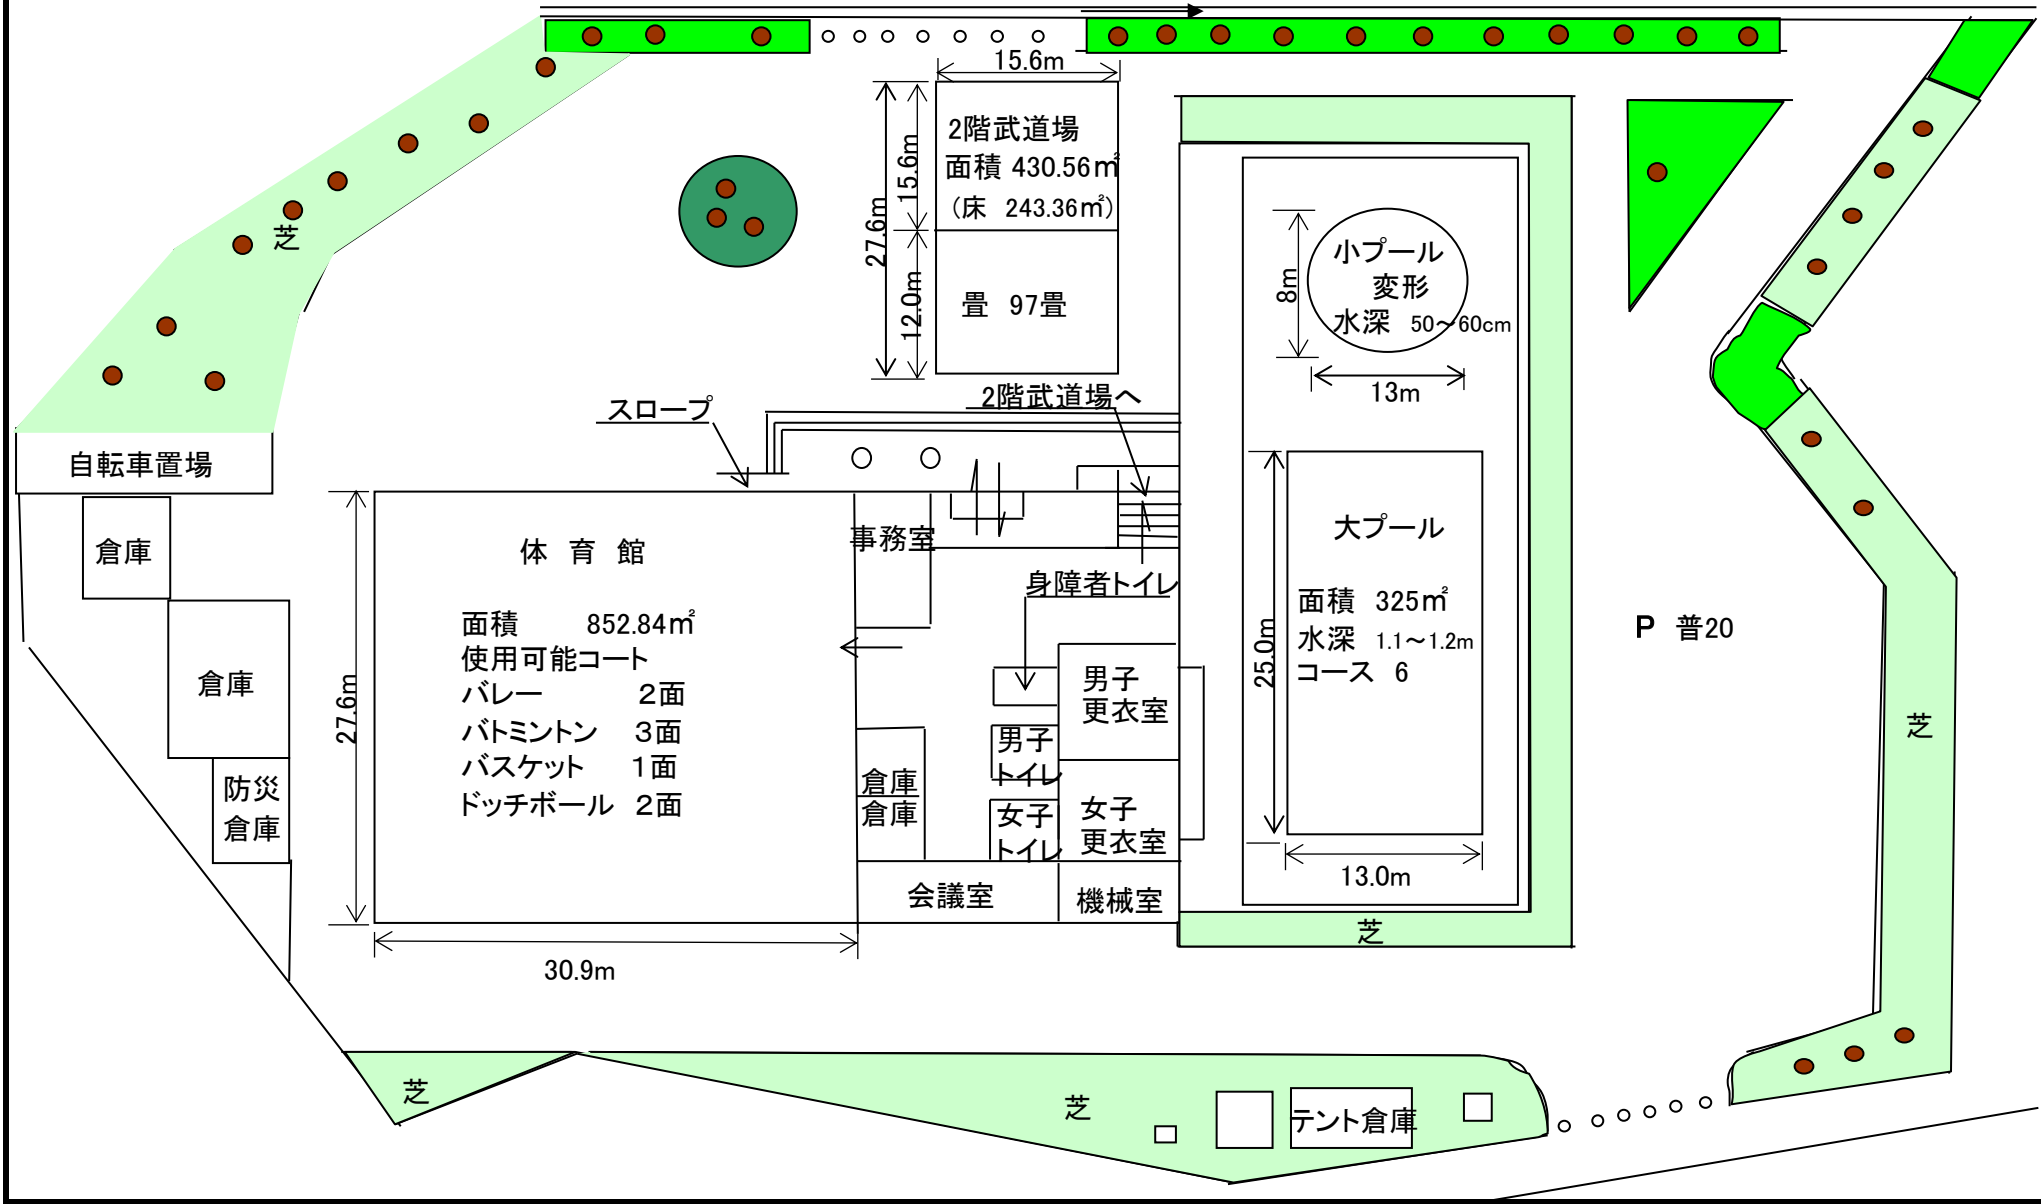 15.6m
2階武道場
面積 430.56㎡
(床 243.36㎡)
15.6m
27.6m
12.0m
畳 97畳
芝
小プール
変形
水深 50～60cm
8m
13m
スロープ
2階武道場へ
自転車置場
倉庫
倉庫
防災
倉庫
体 育 館
面積 852.84㎡
使用可能コート
バレー ２面
バトミントン ３面
バスケット １面
ドッチボール ２面
27.6m
30.9m
事務室
身障者トイレ
男子
更衣室
男子
トイレ
倉庫
倉庫
女子
トイレ
女子
更衣室
会議室
機械室
大プール
面積 325㎡
水深 1.1～1.2m
コース 6
25.0m
13.0m
芝
P 普20
芝
芝
芝
テント倉庫